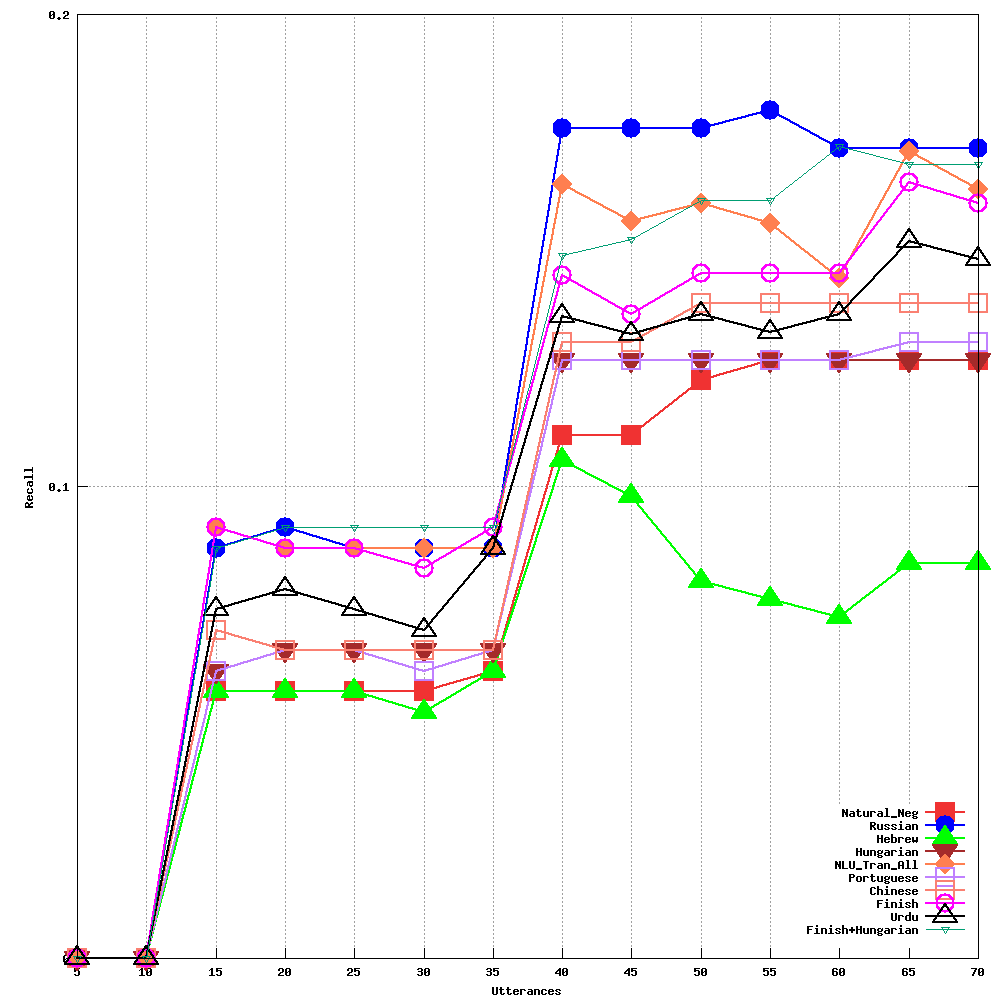 0.2
0.1
Recall
Natural_Neg
Russian
Hebrew
Hungarian
NLU_Tran_All
Portuguese
Chinese
Finish
Urdu
Finish+Hungarian
5 10 15 20 25 30 35 40 45 50 55 60 65 70
Utterances